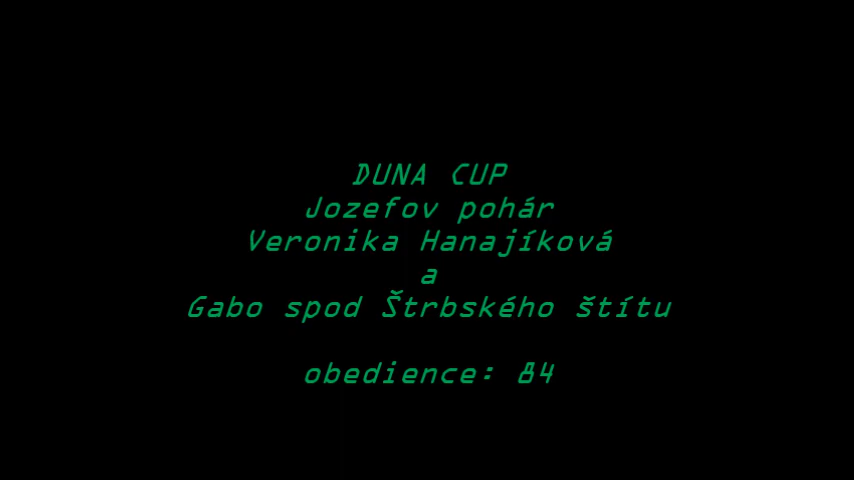 DUNA CUP
Jozefov pohár
Veronika Hanajíková
a
Gabo spod Štrbského štítu
obedience: 84